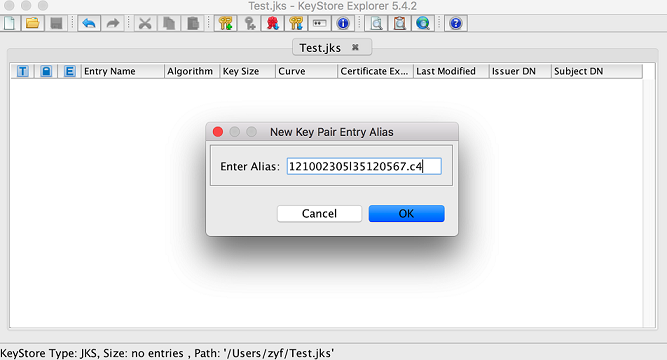 Test.jks - KeyStore Explorer 5.4.2
Test.jks
T E Entry Name Algorithm Key Size Curve Certificate Ex... Last Modified Issuer DN Subject DN
New Key Pair Entry Alias
Enter Alias: 121002305l35120567.c4
Cancel OK
KeyStore Type: JKS, Size: no entries , Path: '/Users/zyf/Test.jks'